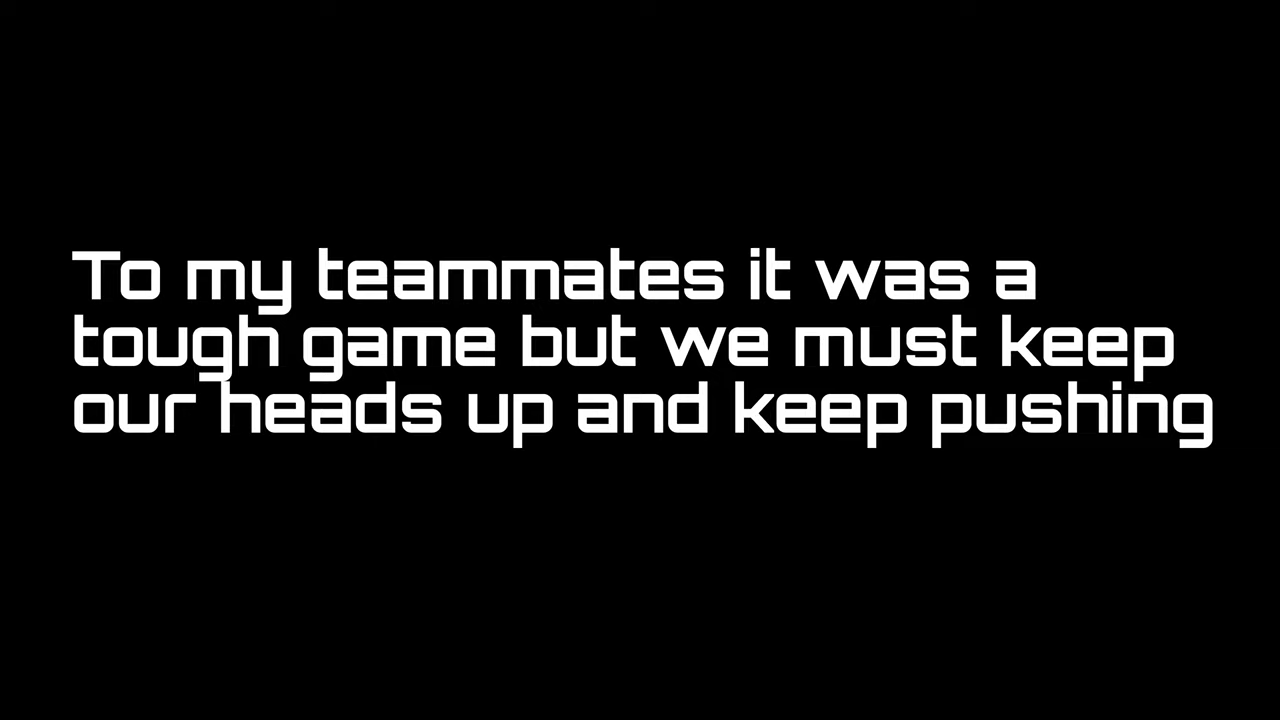 To my teammates it was a
tough game but we must keep
our heads up and keep pushing